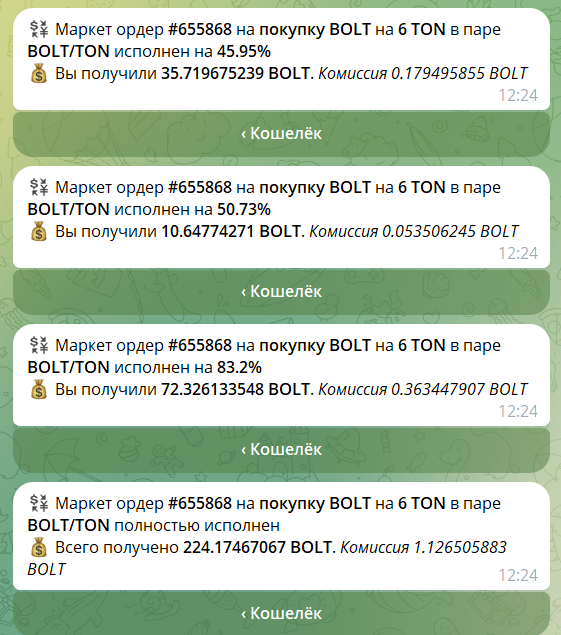 Маркет ордер #655868 на покупку BOLT на 6 TON в паре
BOLT/TON исполнен на 45.95%
💰 Вы получили 35.719675239 BOLT. Комиссия 0.179495855 BOLT
12:24
‹ Кошелёк
Маркет ордер #655868 на покупку BOLT на 6 TON в паре
BOLT/TON исполнен на 50.73%
💰 Вы получили 10.64774271 BOLT. Комиссия 0.053506245 BOLT
12:24
‹ Кошелёк
Маркет ордер #655868 на покупку BOLT на 6 TON в паре
BOLT/TON исполнен на 83.2%
💰 Вы получили 72.326133548 BOLT. Комиссия 0.363447907 BOLT
12:24
‹ Кошелёк
Маркет ордер #655868 на покупку BOLT на 6 TON в паре
BOLT/TON полностью исполнен
💰 Всего получено 224.17467067 BOLT. Комиссия 1.126505883
BOLT
12:24
‹ Кошелёк